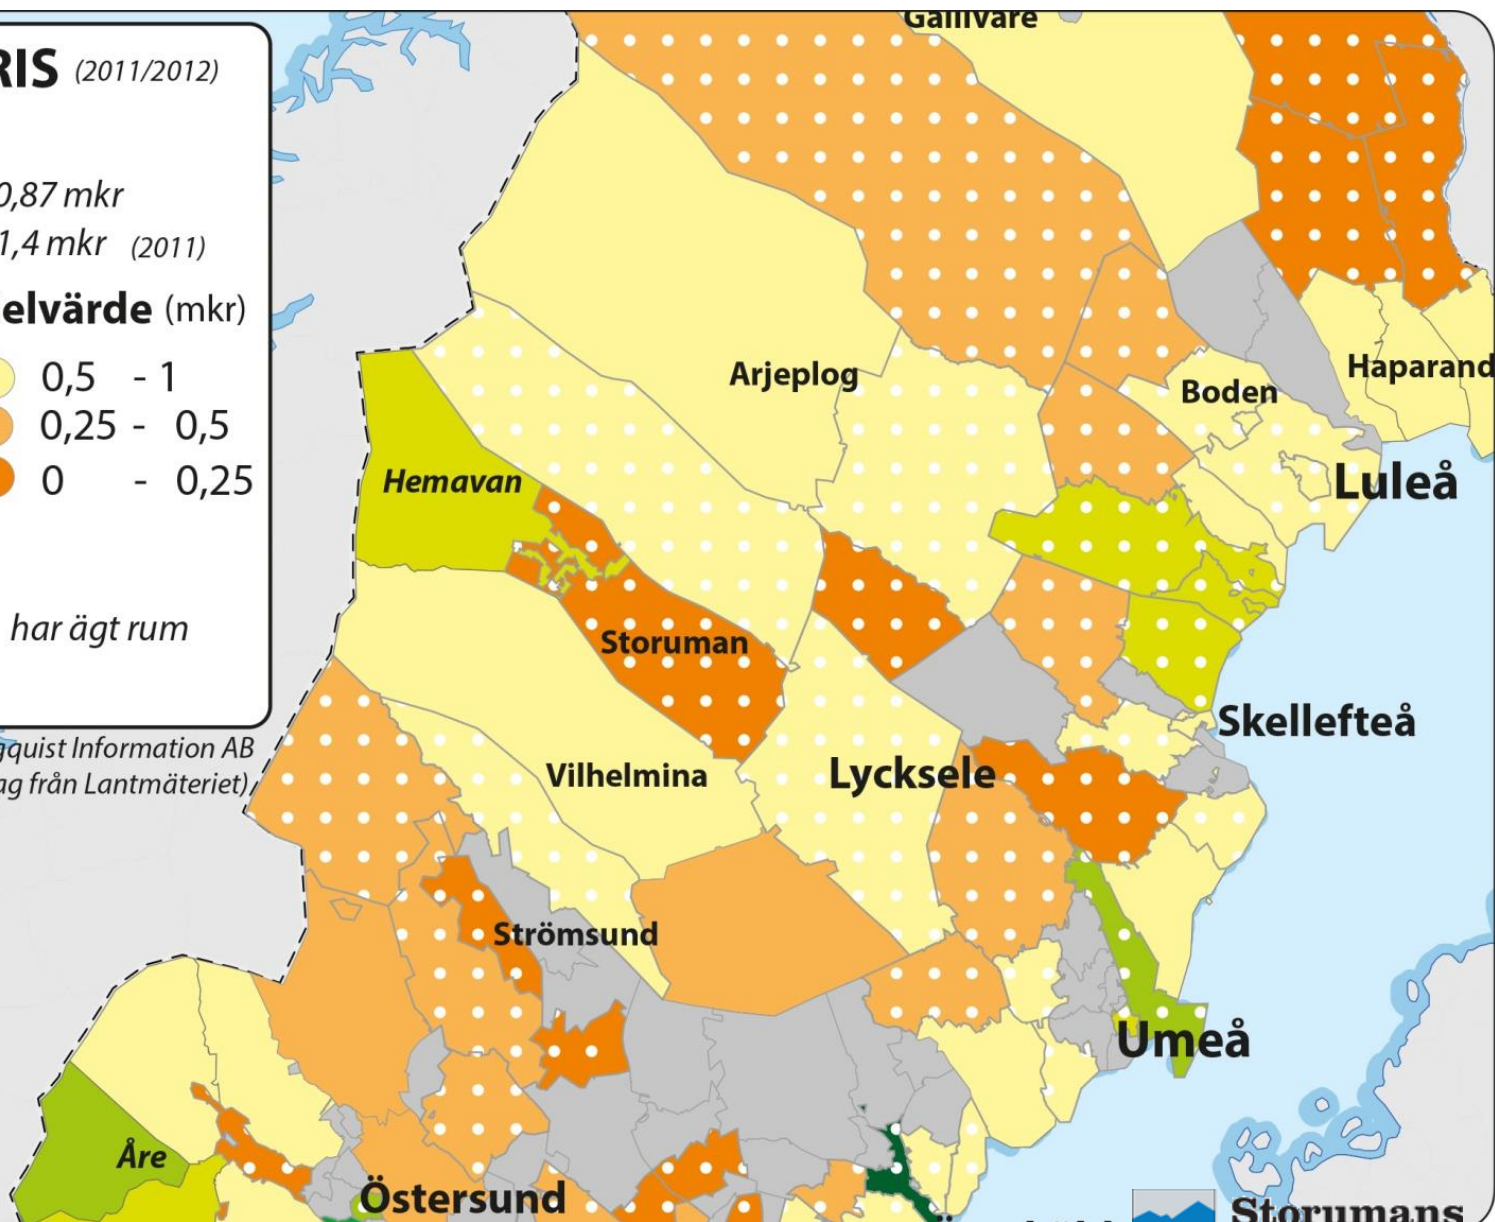 RIS (2011/2012)
0,87 mkr
1,4 mkr (2011)
elvärde (mkr)
0,5 - 1
0,25 - 0,5
0 - 0,25
har ägt rum
quist Information AB
ag från Lantmäteriet)
Gällivare
Arjeplog
Boden
Haparand
Luleå
Hemavan
Storuman
Skellefteå
Vilhelmina
Lycksele
Strömsund
Umeå
Åre
Östersund
Storumans